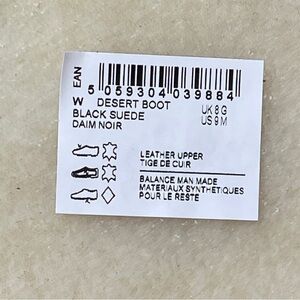 EAN
5 059304 039884
W DESERT BOOT
UK 8 G
BLACK SUEDE
US 9 M
DAIM NOIR
LEATHER UPPER
TIGE DE CUIR
BALANCE MAN MADE
MATERIAUX SYNTHETIQUES
POUR LE RESTE